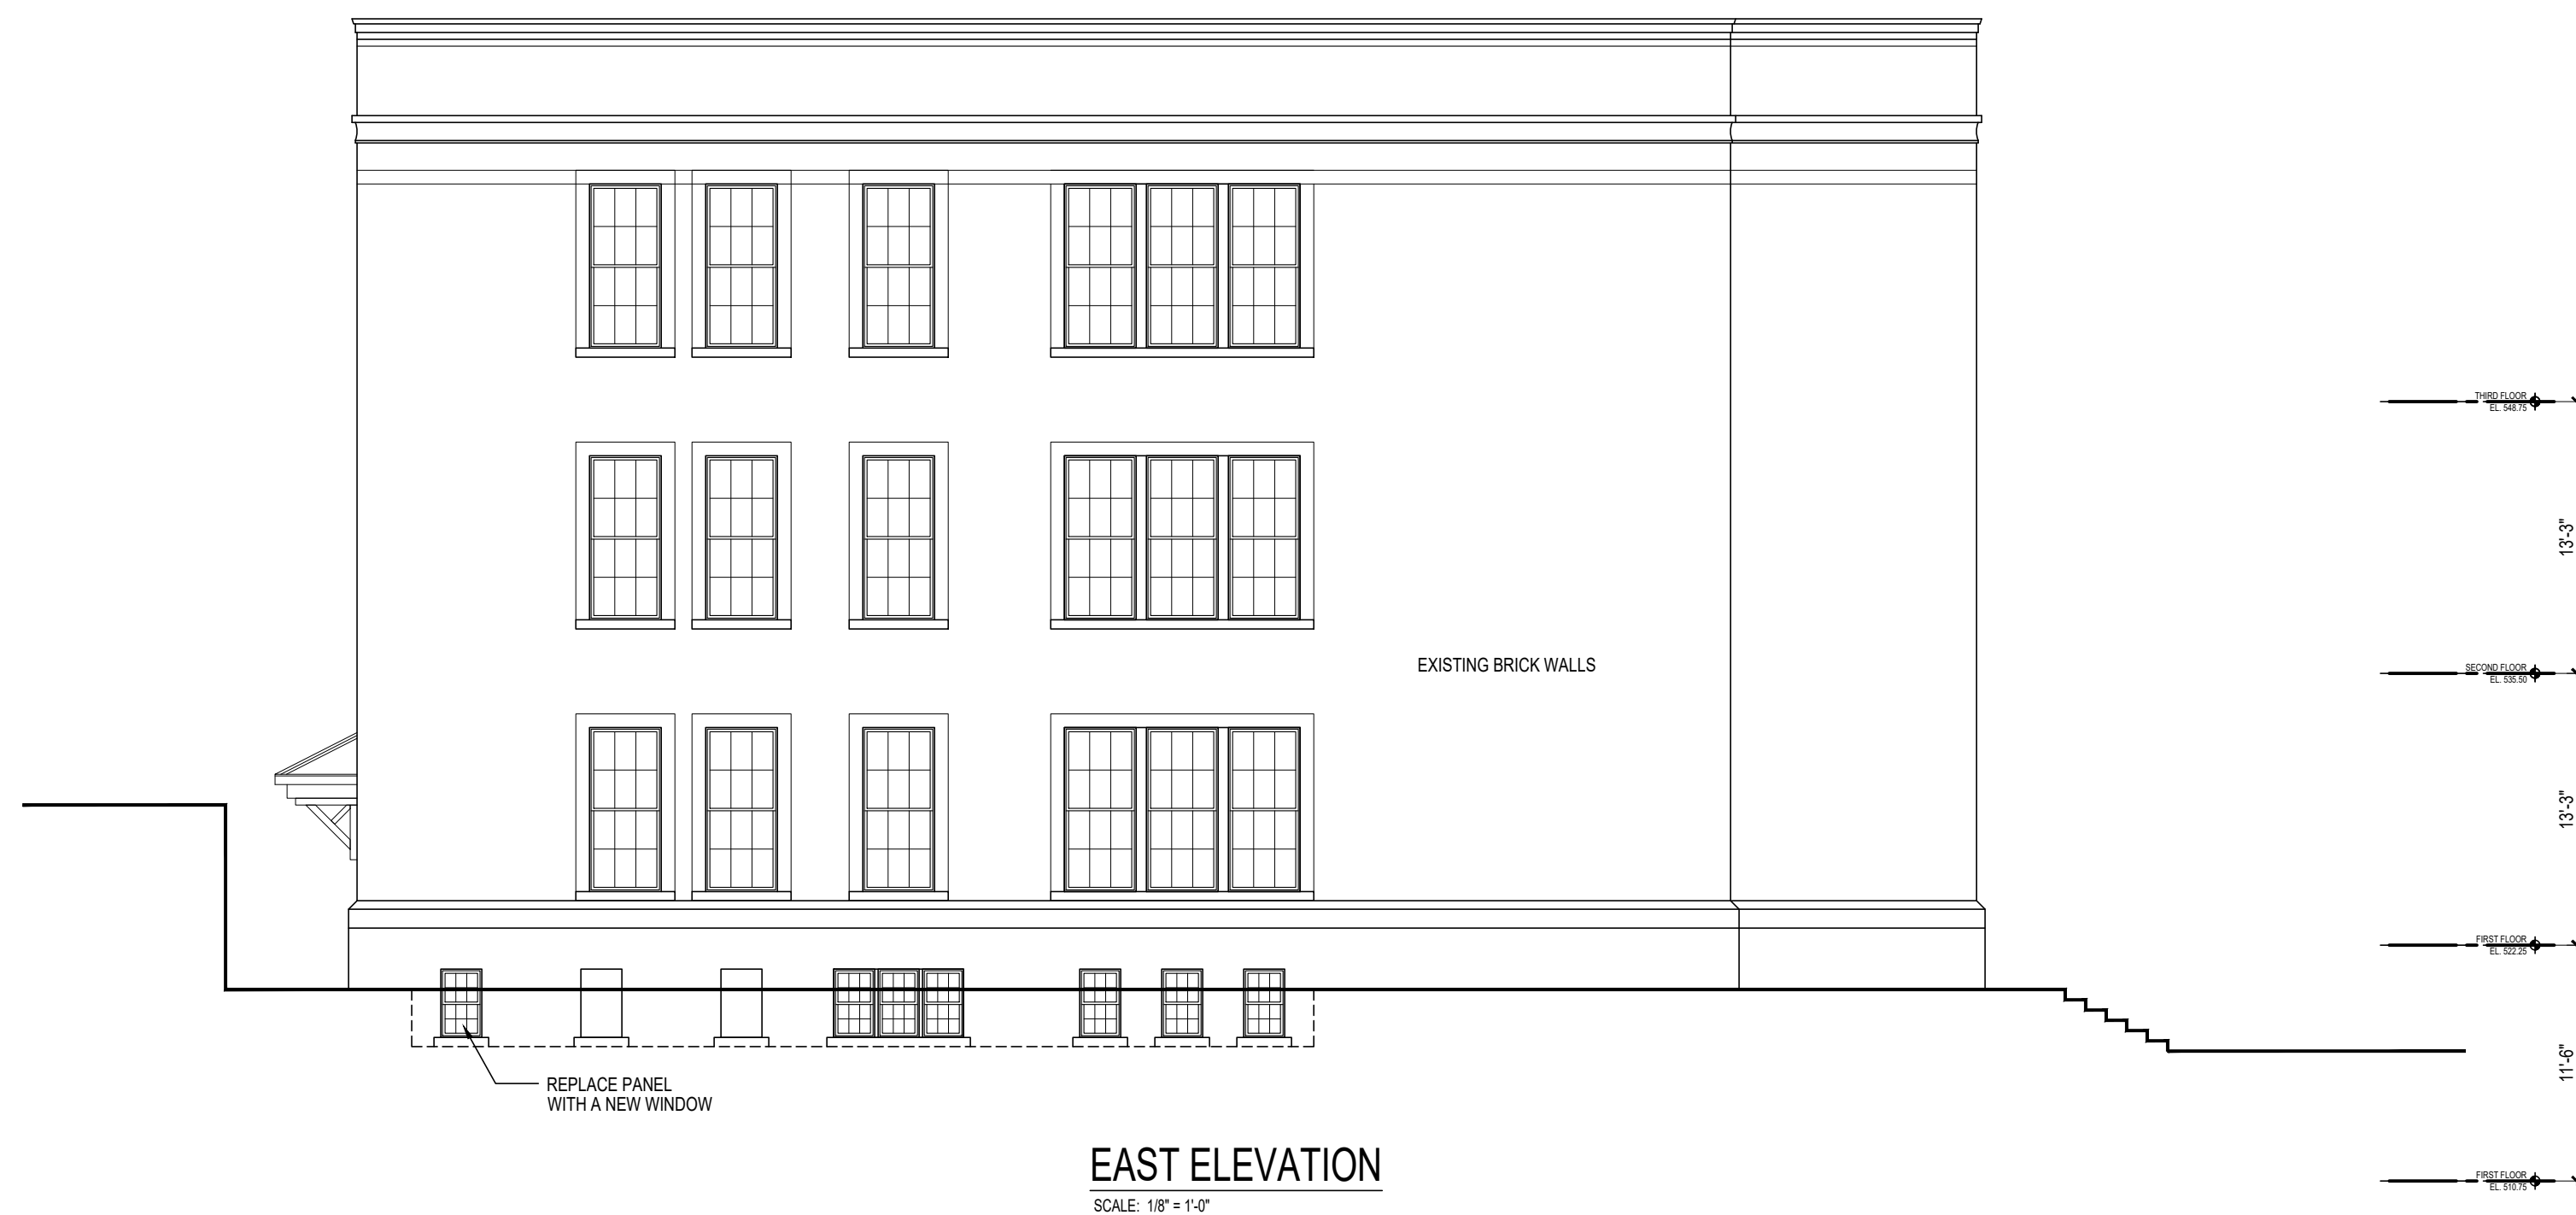 THIRD FLOOR
EL. 548.75
13'-3"
EXISTING BRICK WALLS
SECOND FLOOR
EL. 535.50
13'-3"
FIRST FLOOR
EL. 522.25
11'-6"
REPLACE PANEL
WITH A NEW WINDOW
EAST ELEVATION
SCALE: 1/8" = 1'-0"
FIRST FLOOR
EL. 510.75